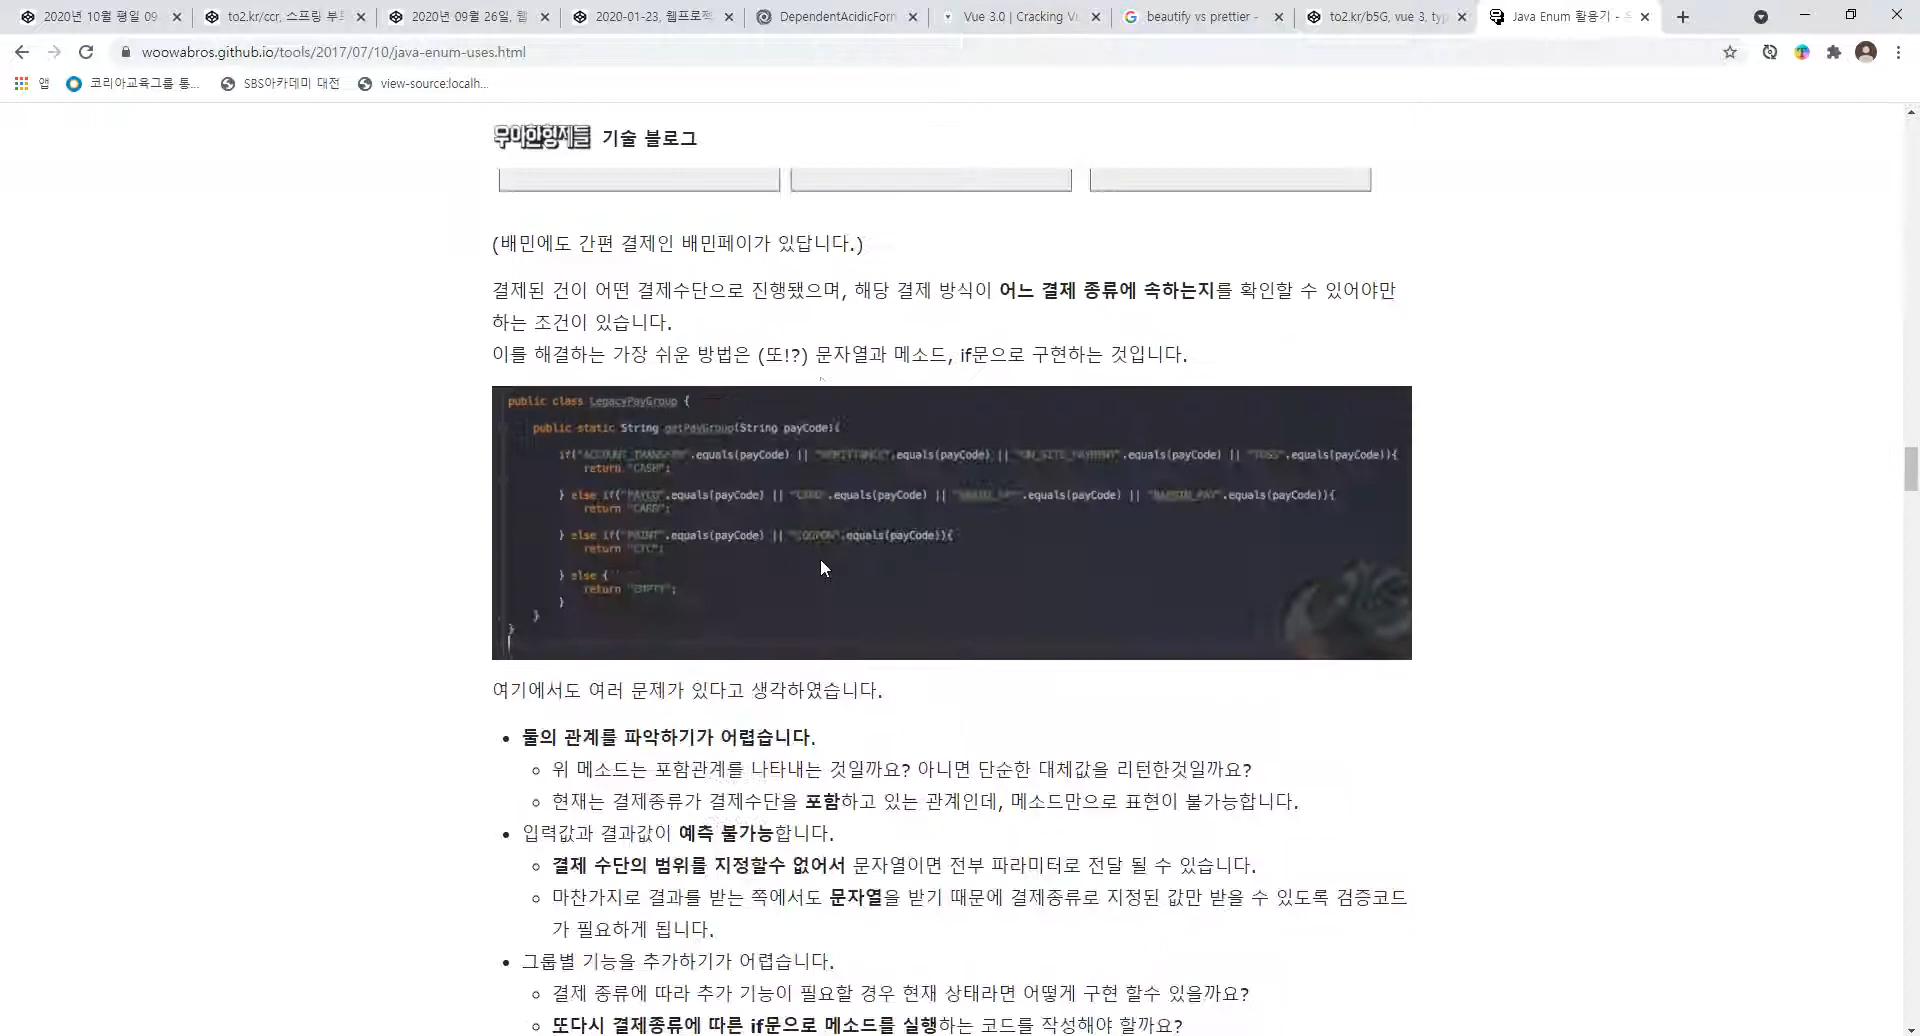 2020년 10월 평일 09
to2.kr/ccr, 스프링 부트
2020년 09월 26일, 웹
2020-01-23, 웹프로젝
DependentAcidicForm
Vue 3.0 | Cracking V
beautify vs prettier -
to2.kr/b5G, vue 3, typ
Java Enum 활용기 -
woowabros.github.io/tools/2017/07/10/java-enum-uses.html
앱
코리아교육그룹 통...
SBS아카데미 대전
view-source:localh...
우아한형제들 기술 블로그
(배민에도 간편 결제인 배민페이가 있답니다.)
결제된 건이 어떤 결제수단으로 진행됐으며, 해당 결제 방식이 어느 결제 종류에 속하는지를 확인할 수 있어야만
하는 조건이 있습니다.
이를 해결하는 가장 쉬운 방법은 (또!?) 문자열과 메소드, if문으로 구현하는 것입니다.
public class LegacyPayGroup {
public static String getPayGroup(String payCode){
if("ACCOUNT_TRANSFER".equals(payCode) || "REMITTANCE".equals(payCode) || "ON_SITE_PAYMENT".equals(payCode) || "TOSS".equals(payCode)){
return "CASH";
} else if("PAYCO".equals(payCode) || "CARD".equals(payCode) || .equals(payCode) || "BAEMIN_PAY".equals(payCode)){
return "CARD";
} else if("POINT".equals(payCode) || "COUPON".equals(payCode)){
return "ETC";
} else {
return "EMPTY";
}
}
}
여기에서도 여러 문제가 있다고 생각하였습니다.
• 둘의 관계를 파악하기가 어렵습니다.
위 메소드는 포함관계를 나타내는 것일까요? 아니면 단순한 대체값을 리턴한것일까요?
현재는 결제종류가 결제수단을 포함하고 있는 관계인데, 메소드만으로 표현이 불가능합니다.
• 입력값과 결과값이 예측 불가능합니다.
결제 수단의 범위를 지정할수 없어서 문자열이면 전부 파라미터로 전달 될 수 있습니다.
마찬가지로 결과를 받는 쪽에서도 문자열을 받기 때문에 결제종류로 지정된 값만 받을 수 있도록 검증코드
가 필요하게 됩니다.
• 그룹별 기능을 추가하기가 어렵습니다.
결제 종류에 따라 추가 기능이 필요할 경우 현재 상태라면 어떻게 구현 할수 있을까요?
또다시 결제종류에 따른 if문으로 메소드를 실행하는 코드를 작성해야 할까요?